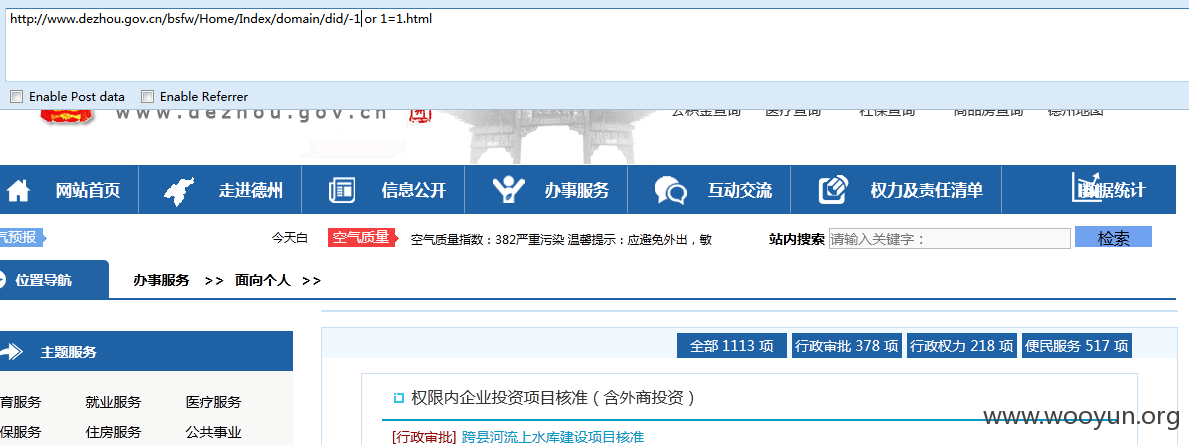 http://www.dezhou.gov.cn/bsfw/Home/Index/domain/did/-1 or 1=1.html
Enable Post data Enable Referrer
www.dezhou.gov.cn 公积金查询 医疗查询 社保查询 商品房查询 德州地图
网站首页 走进德州 信息公开 办事服务 互动交流 权力及责任清单 数据统计
气预报 今天白 空气质量 空气质量指数：382严重污染 温馨提示：应避免外出，敏 站内搜索 请输入关键字： 检索
位置导航 办事服务 >> 面向个人 >>
主题服务
全部 1113 项 行政审批 378 项 行政权力 218 项 便民服务 517 项
育服务 就业服务 医疗服务
权限内企业投资项目核准（含外商投资）
保服务 住房服务 公共事业
[行政审批] 跨县河流上水库建设项目核准
www.wooyun.org